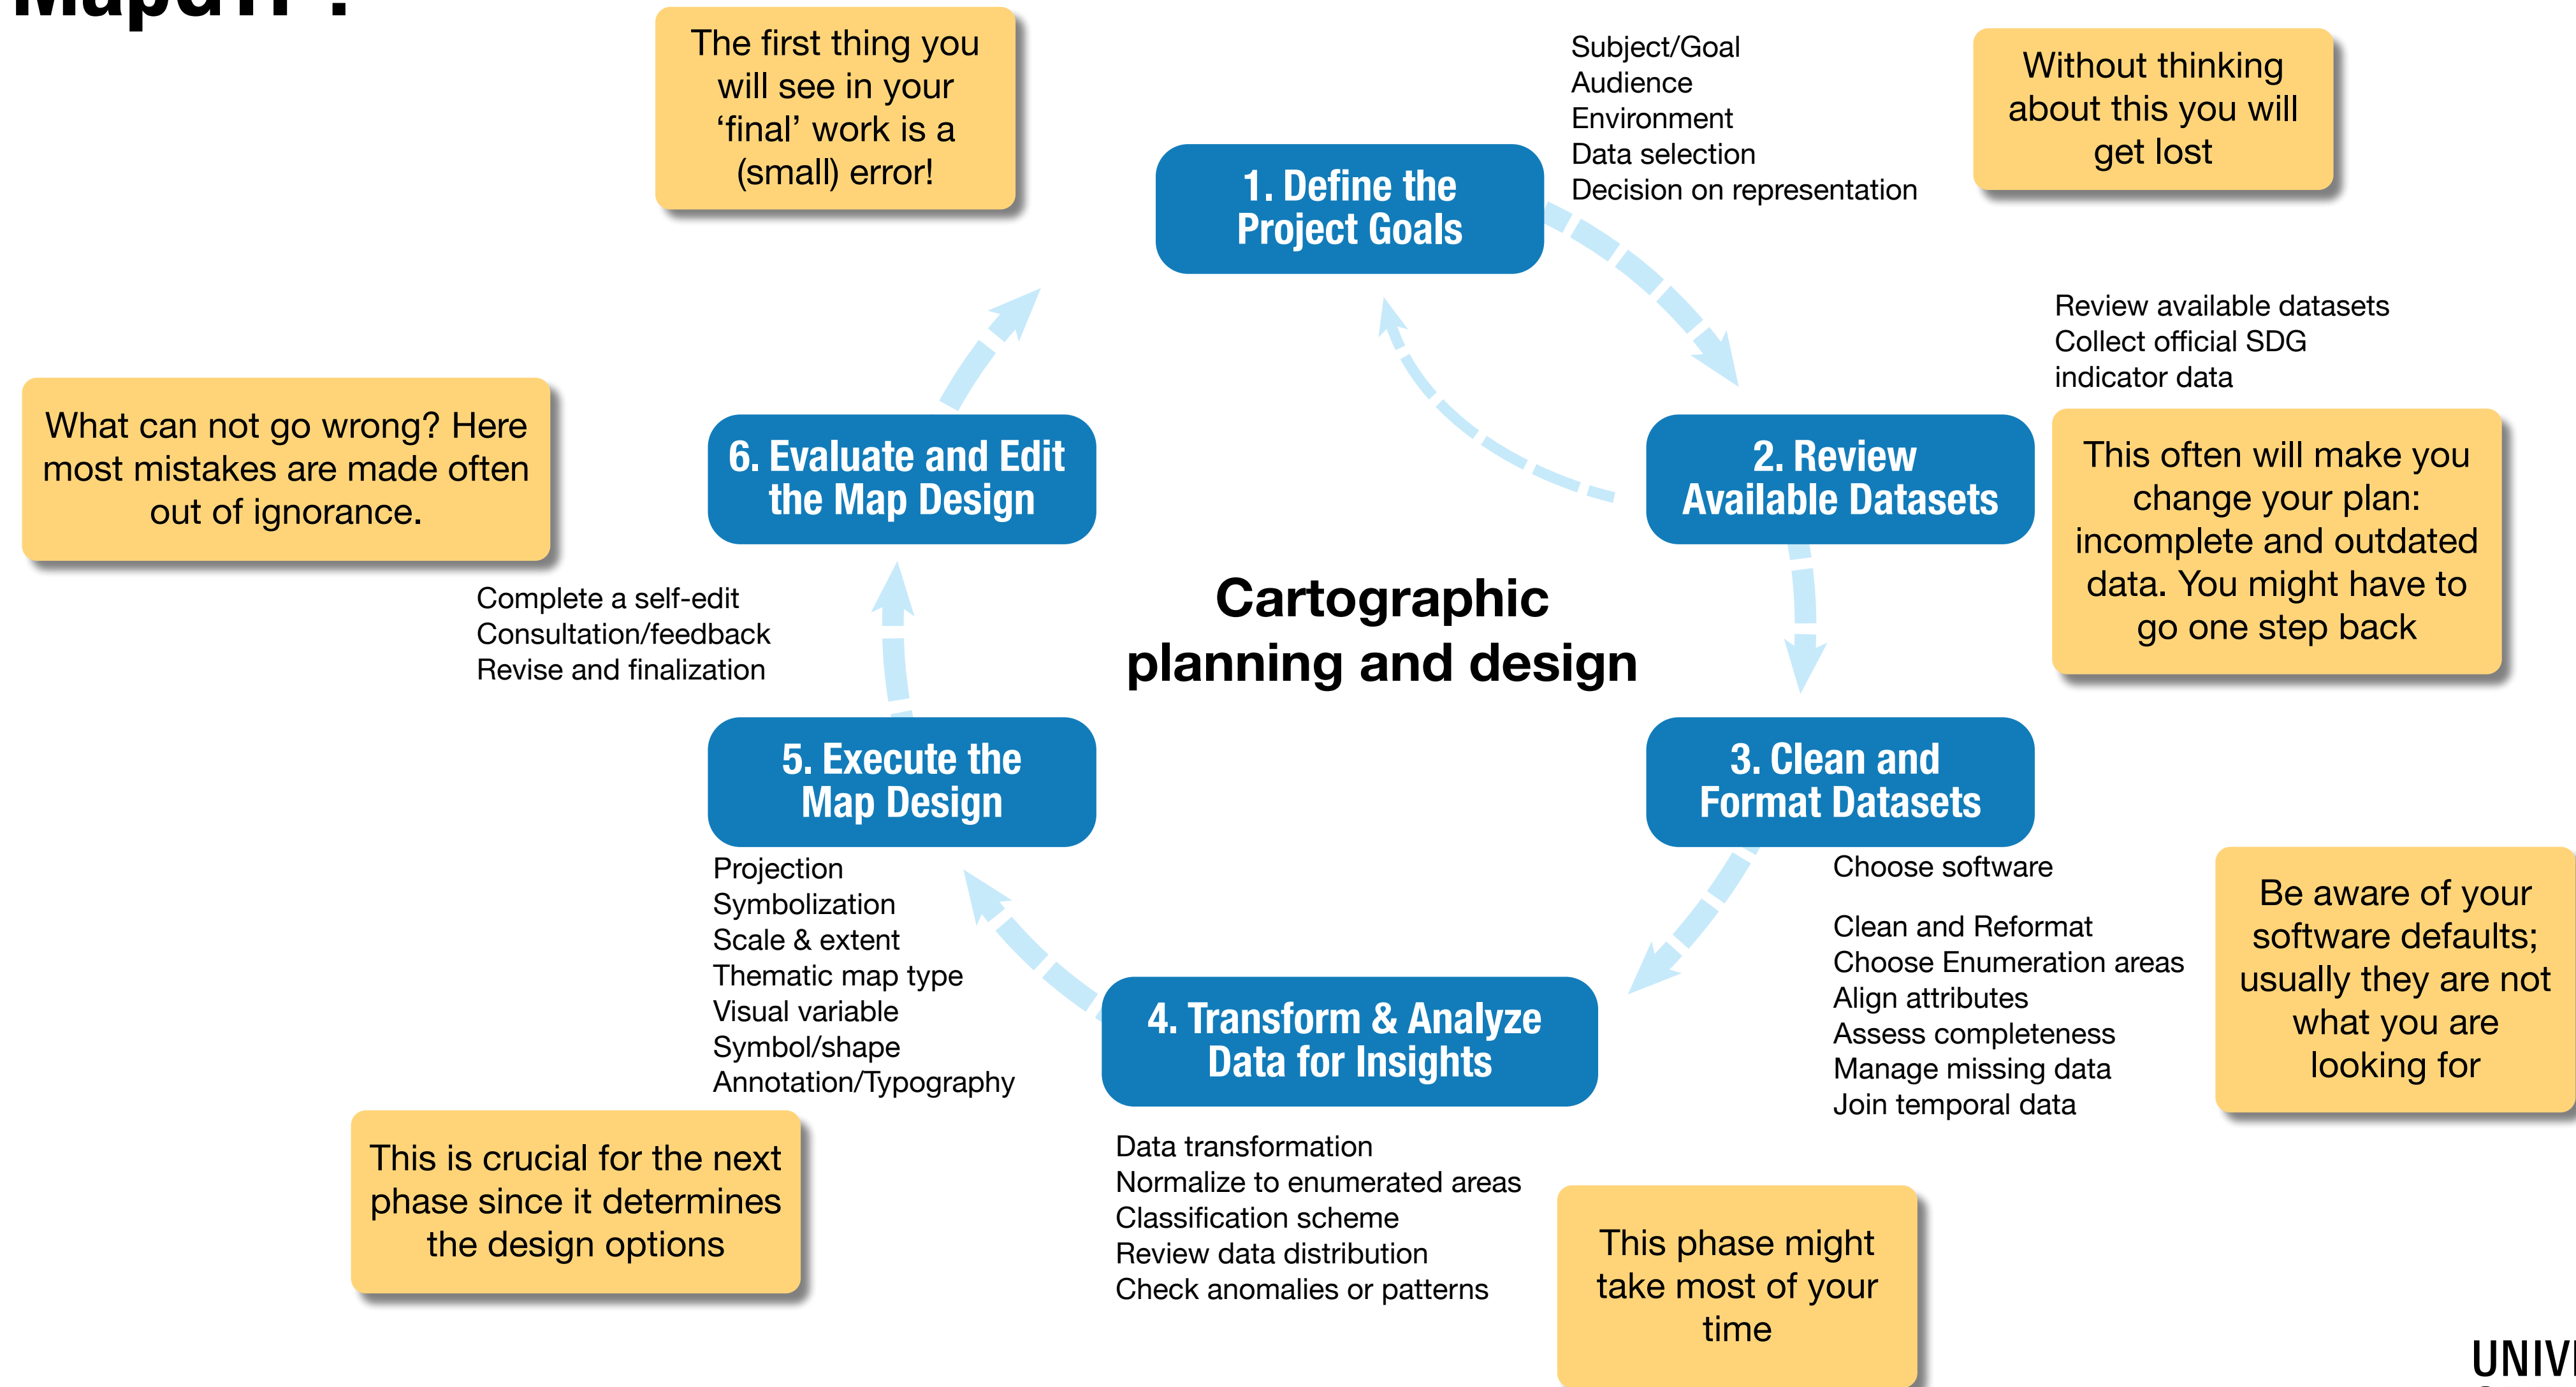 The first thing you
will see in your
‘final’ work is a
(small) error!
Subject/Goal
Audience
Environment
Data selection
Decision on representation
Without thinking
about this you will
get lost
1. Define the
Project Goals
Review available datasets
Collect official SDG
indicator data
What can not go wrong? Here
most mistakes are made often
out of ignorance.
6. Evaluate and Edit
the Map Design
2. Review
Available Datasets
This often will make you
change your plan:
incomplete and outdated
data. You might have to
go one step back
Complete a self-edit
Consultation/feedback
Revise and finalization
Cartographic
planning and design
5. Execute the
Map Design
3. Clean and
Format Datasets
Projection
Symbolization
Scale & extent
Thematic map type
Visual variable
Symbol/shape
Annotation/Typography
Choose software
Clean and Reformat
Choose Enumeration areas
Align attributes
Assess completeness
Manage missing data
Join temporal data
Be aware of your
software defaults;
usually they are not
what you are
looking for
4. Transform & Analyze
Data for Insights
This is crucial for the next
phase since it determines
the design options
Data transformation
Normalize to enumerated areas
Classification scheme
Review data distribution
Check anomalies or patterns
This phase might
take most of your
time